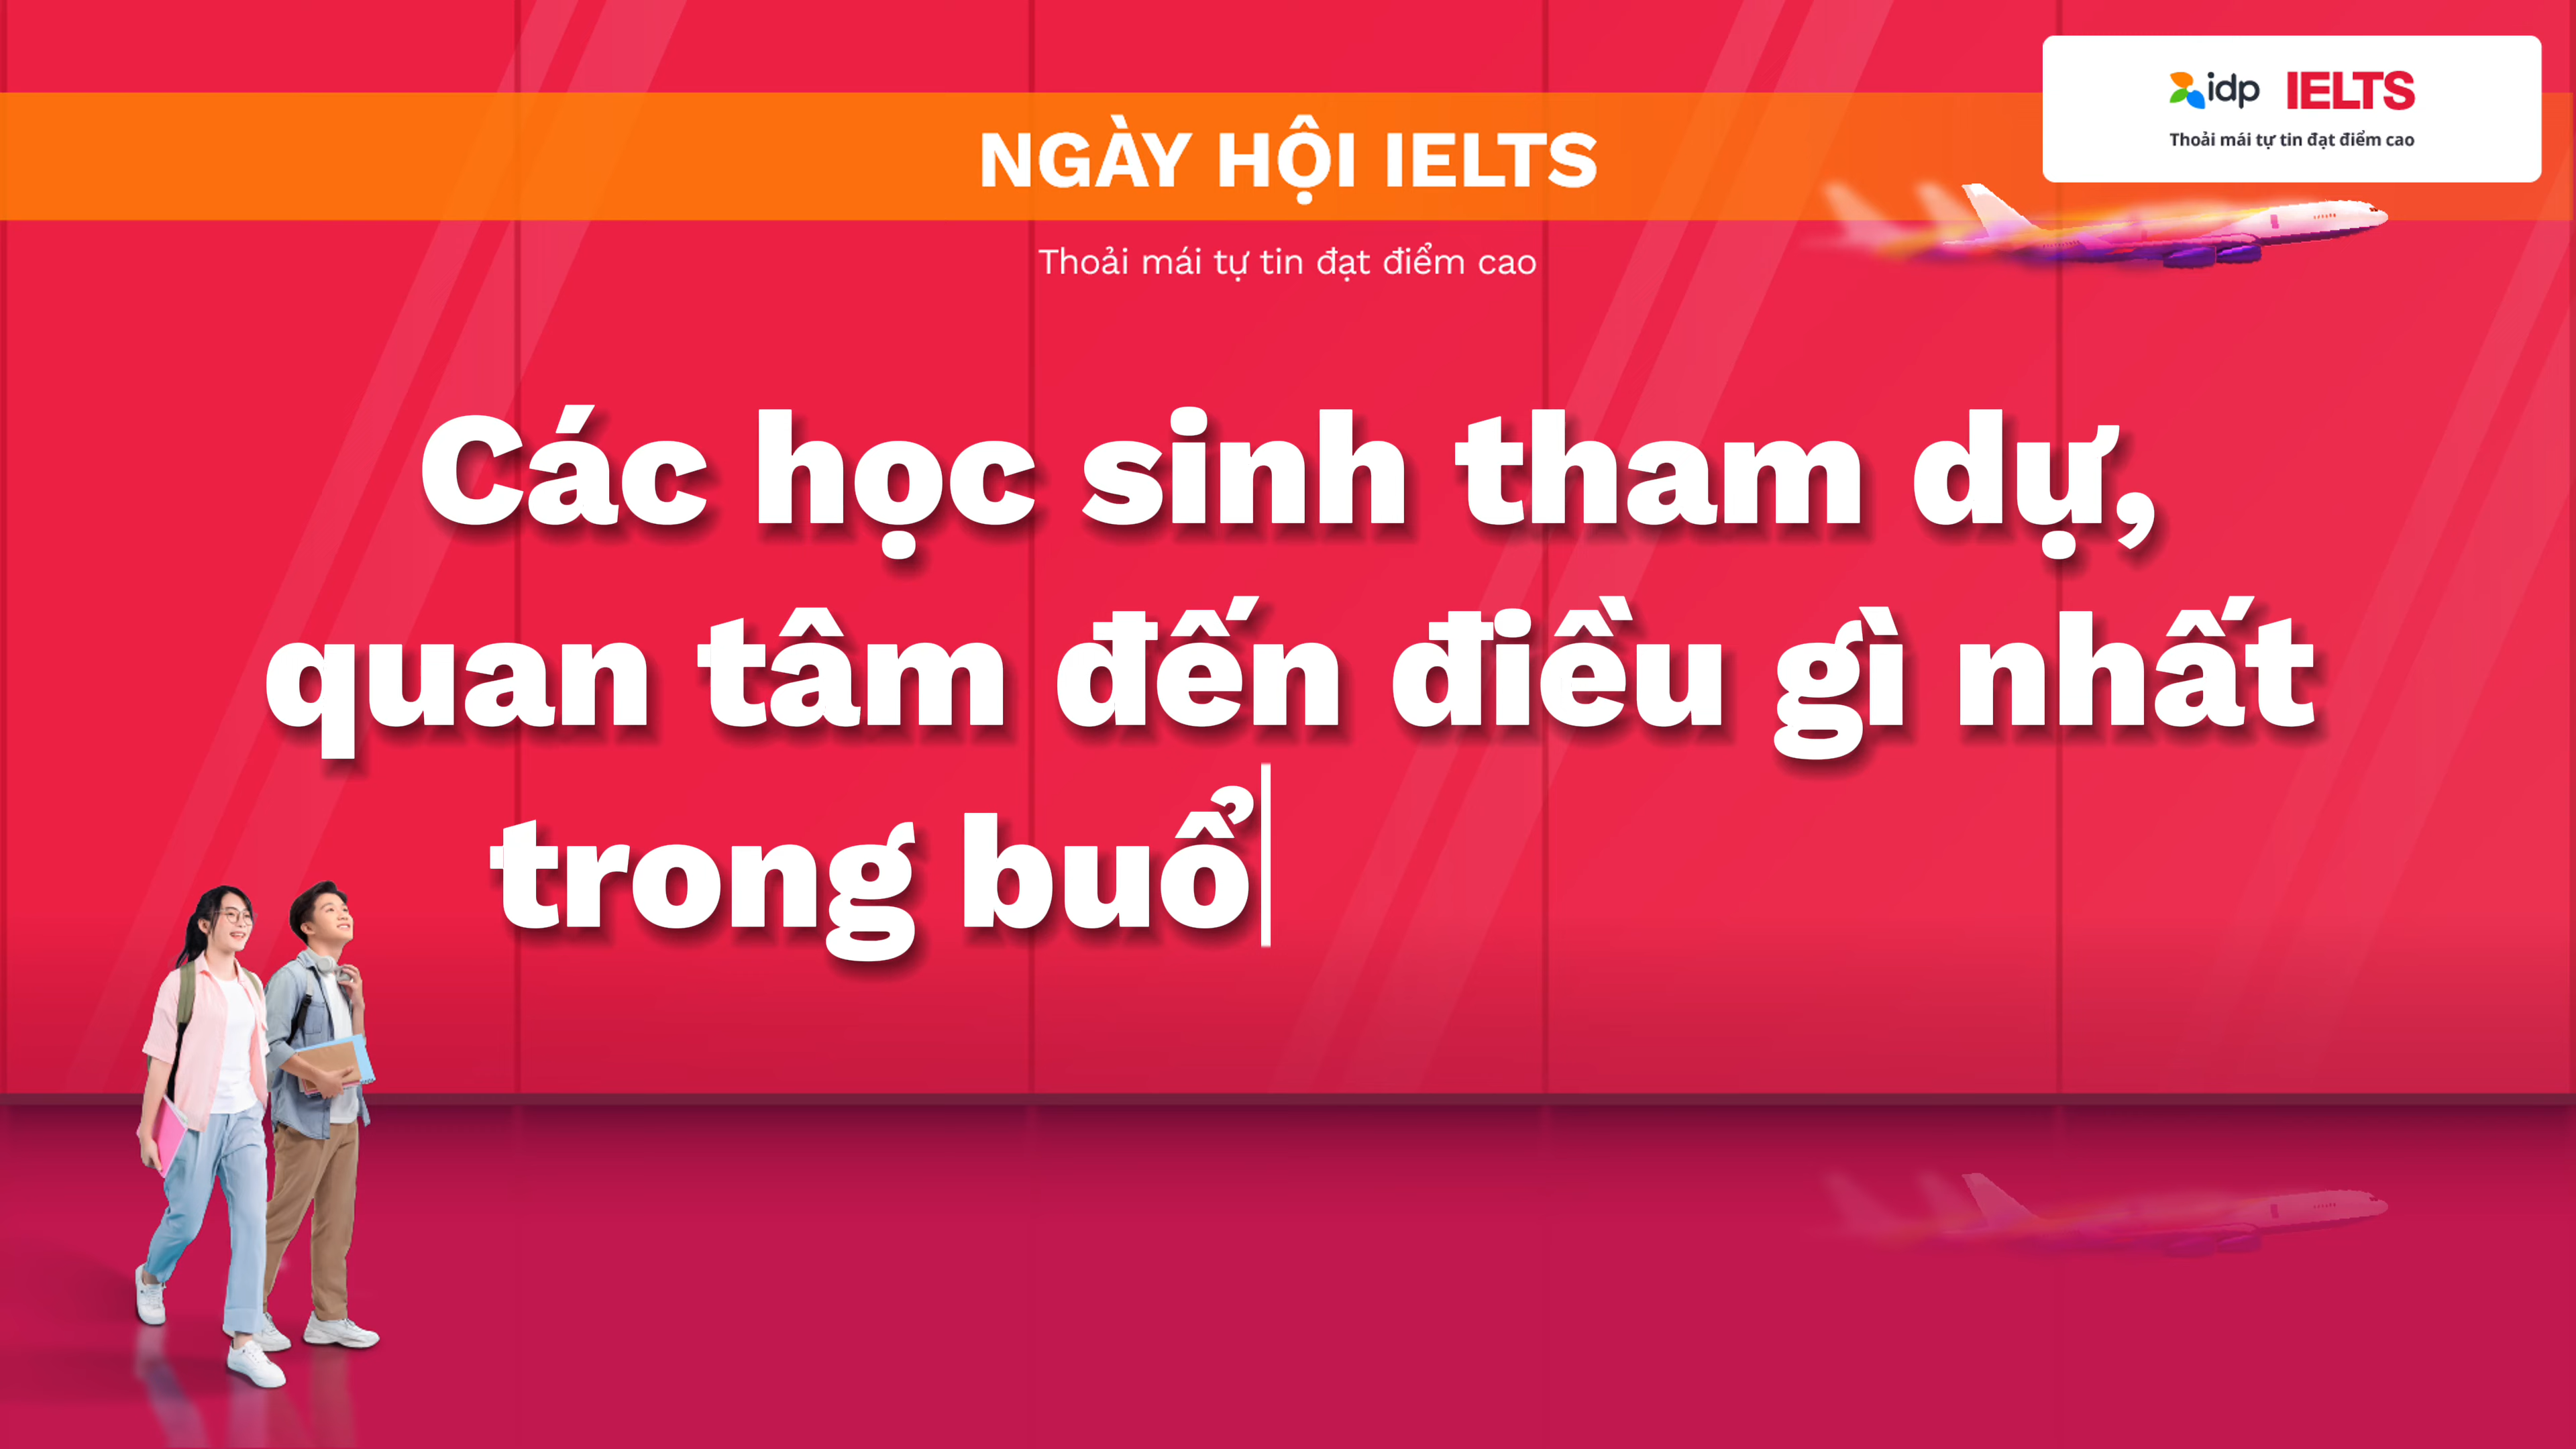 idp IELTS
Thoải mái tự tin đạt điểm cao
NGÀY HỘI IELTS
Thoải mái tự tin đạt điểm cao
Các học sinh tham dự,
quan tâm đến điều gì nhất
trong buổ